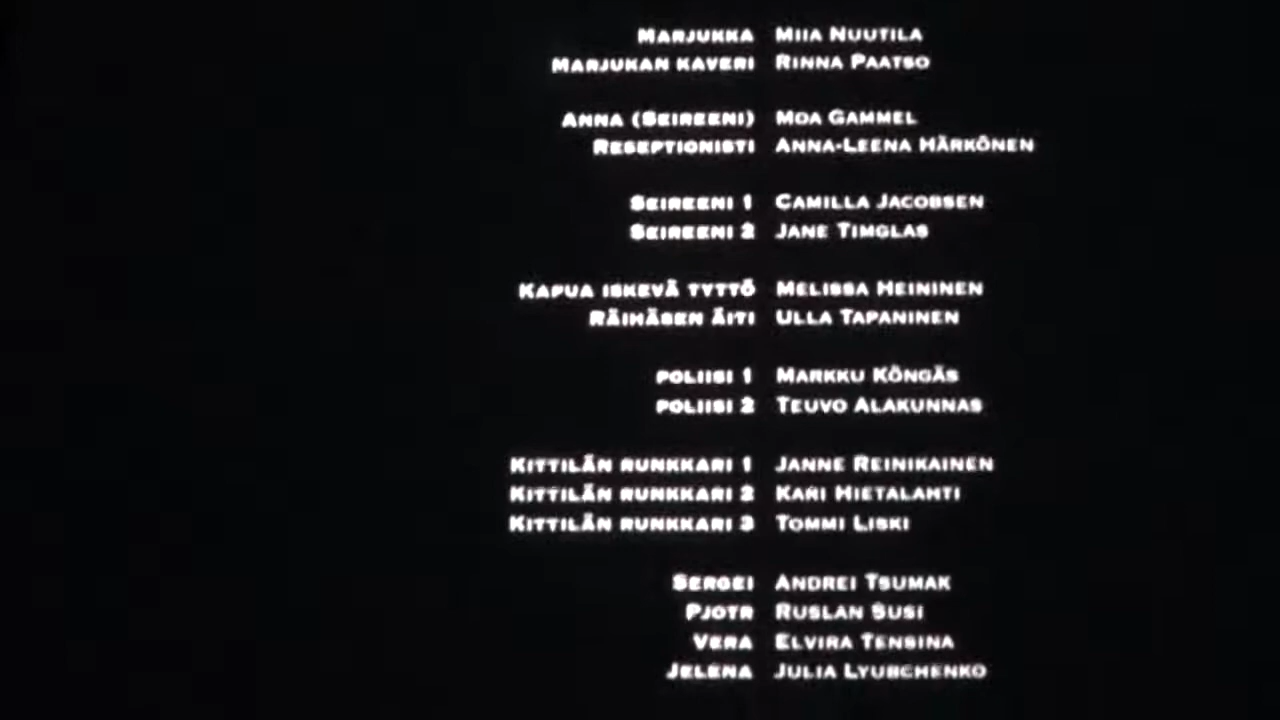 MARJUKKA MIIA NUUTILA
MARJUKAN KAVERI RINNA PAATSO
ANNA (SEIREENI) MOA GAMMEL
RESEPTIONISTI ANNA-LEENA HÄRKÖNEN
SEIREENI 1 CAMILLA JACOBSEN
SEIREENI 2 JANE TIMGLAS
KAPUA ISKEVÄ TYTTÖ MELISSA HEININEN
RÄIHÄSEN ÄITI ULLA TAPANINEN
POLIISI 1 MARKKU KÖNGÄS
POLIISI 2 TEUVO ALAKUNNAS
KITTILÄN RUNKKARI 1 JANNE REINIKAINEN
KITTILÄN RUNKKARI 2 KARI HIETALAHTI
KITTILÄN RUNKKARI 3 TOMMI LISKI
SERGEI ANDREI TSUMAK
PJOTR RUSLAN SUSI
VERA ELVIRA TENSINA
JELENA JULIA LYUBCHENKO